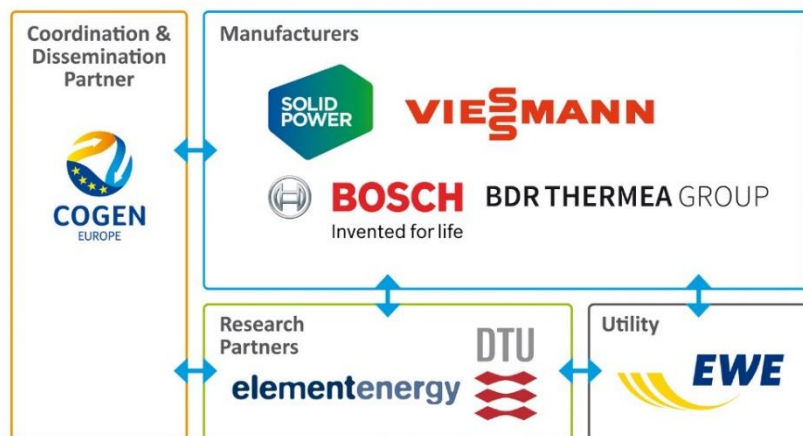 Coordination &
Dissemination
Partner
COGEN
EUROPE
Manufacturers
SOLID
POWER
VIESSMANN
BOSCH
Invented for life
BDR THERMEA GROUP
Research
Partners
elementenergy
DTU
Utility
EWE